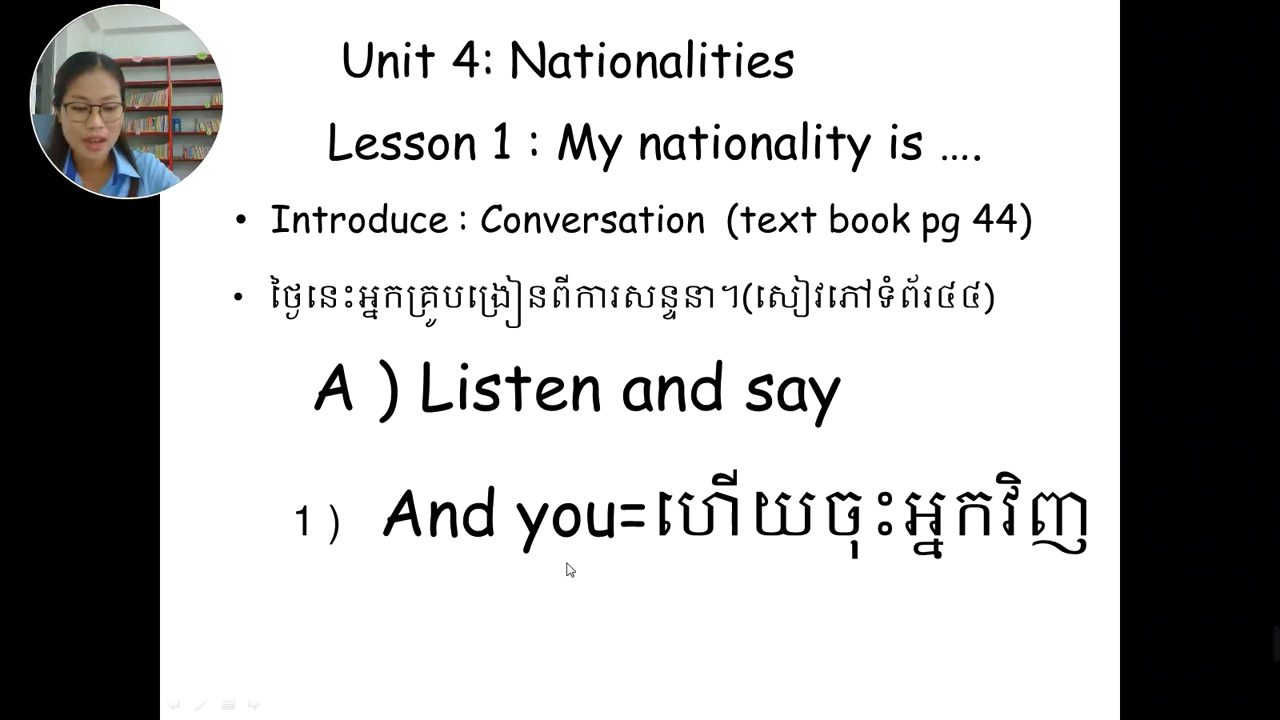 Unit 4: Nationalities
Lesson 1 : My nationality is ….
• Introduce : Conversation (text book pg 44)
• ថ្ងៃនេះអ្នកគ្រូបង្រៀនពីការសន្ទនា។(សៀវភៅទំព័រ៤៤)
A ) Listen and say
1 ) And you=ហើយចុះអ្នកវិញ